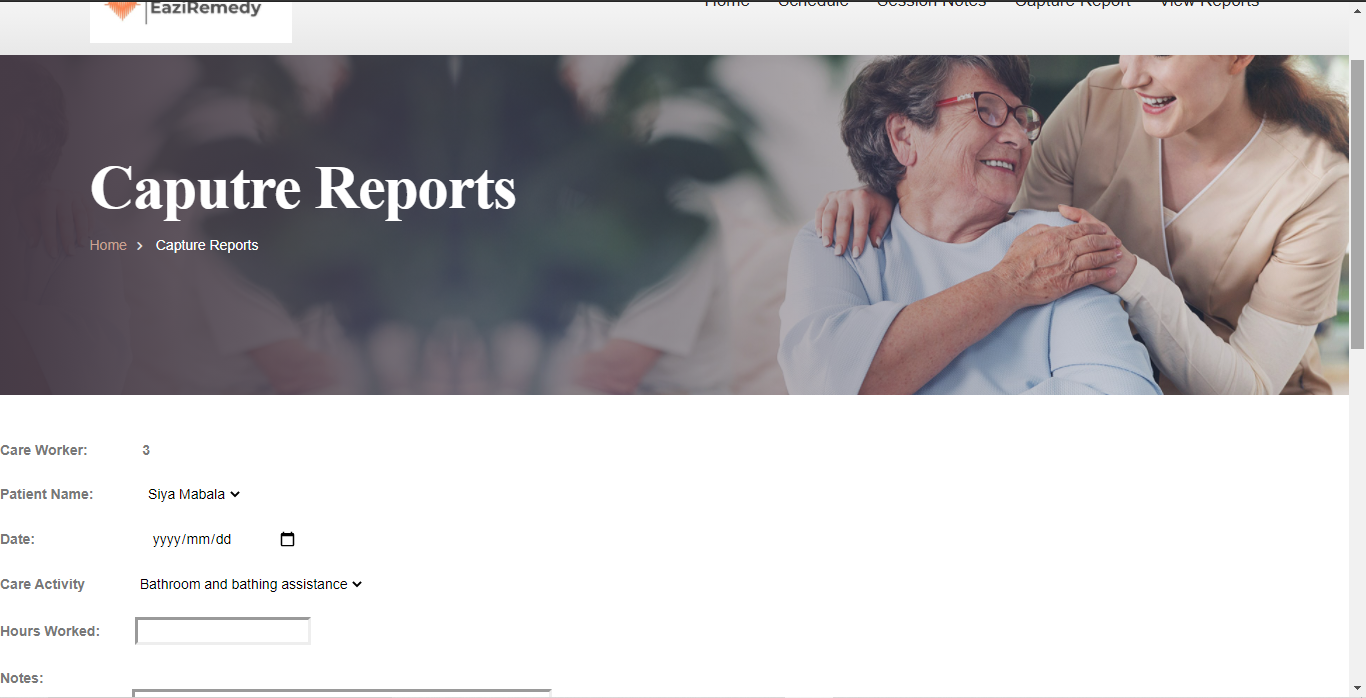 EaziRemedy
Home Schedule Session Notes Capture Report View Reports
Caputre Reports
Home › Capture Reports
Care Worker: 3
Patient Name: Siya Mabala
Date: yyyy/mm/dd
Care Activity Bathroom and bathing assistance
Hours Worked:
Notes: